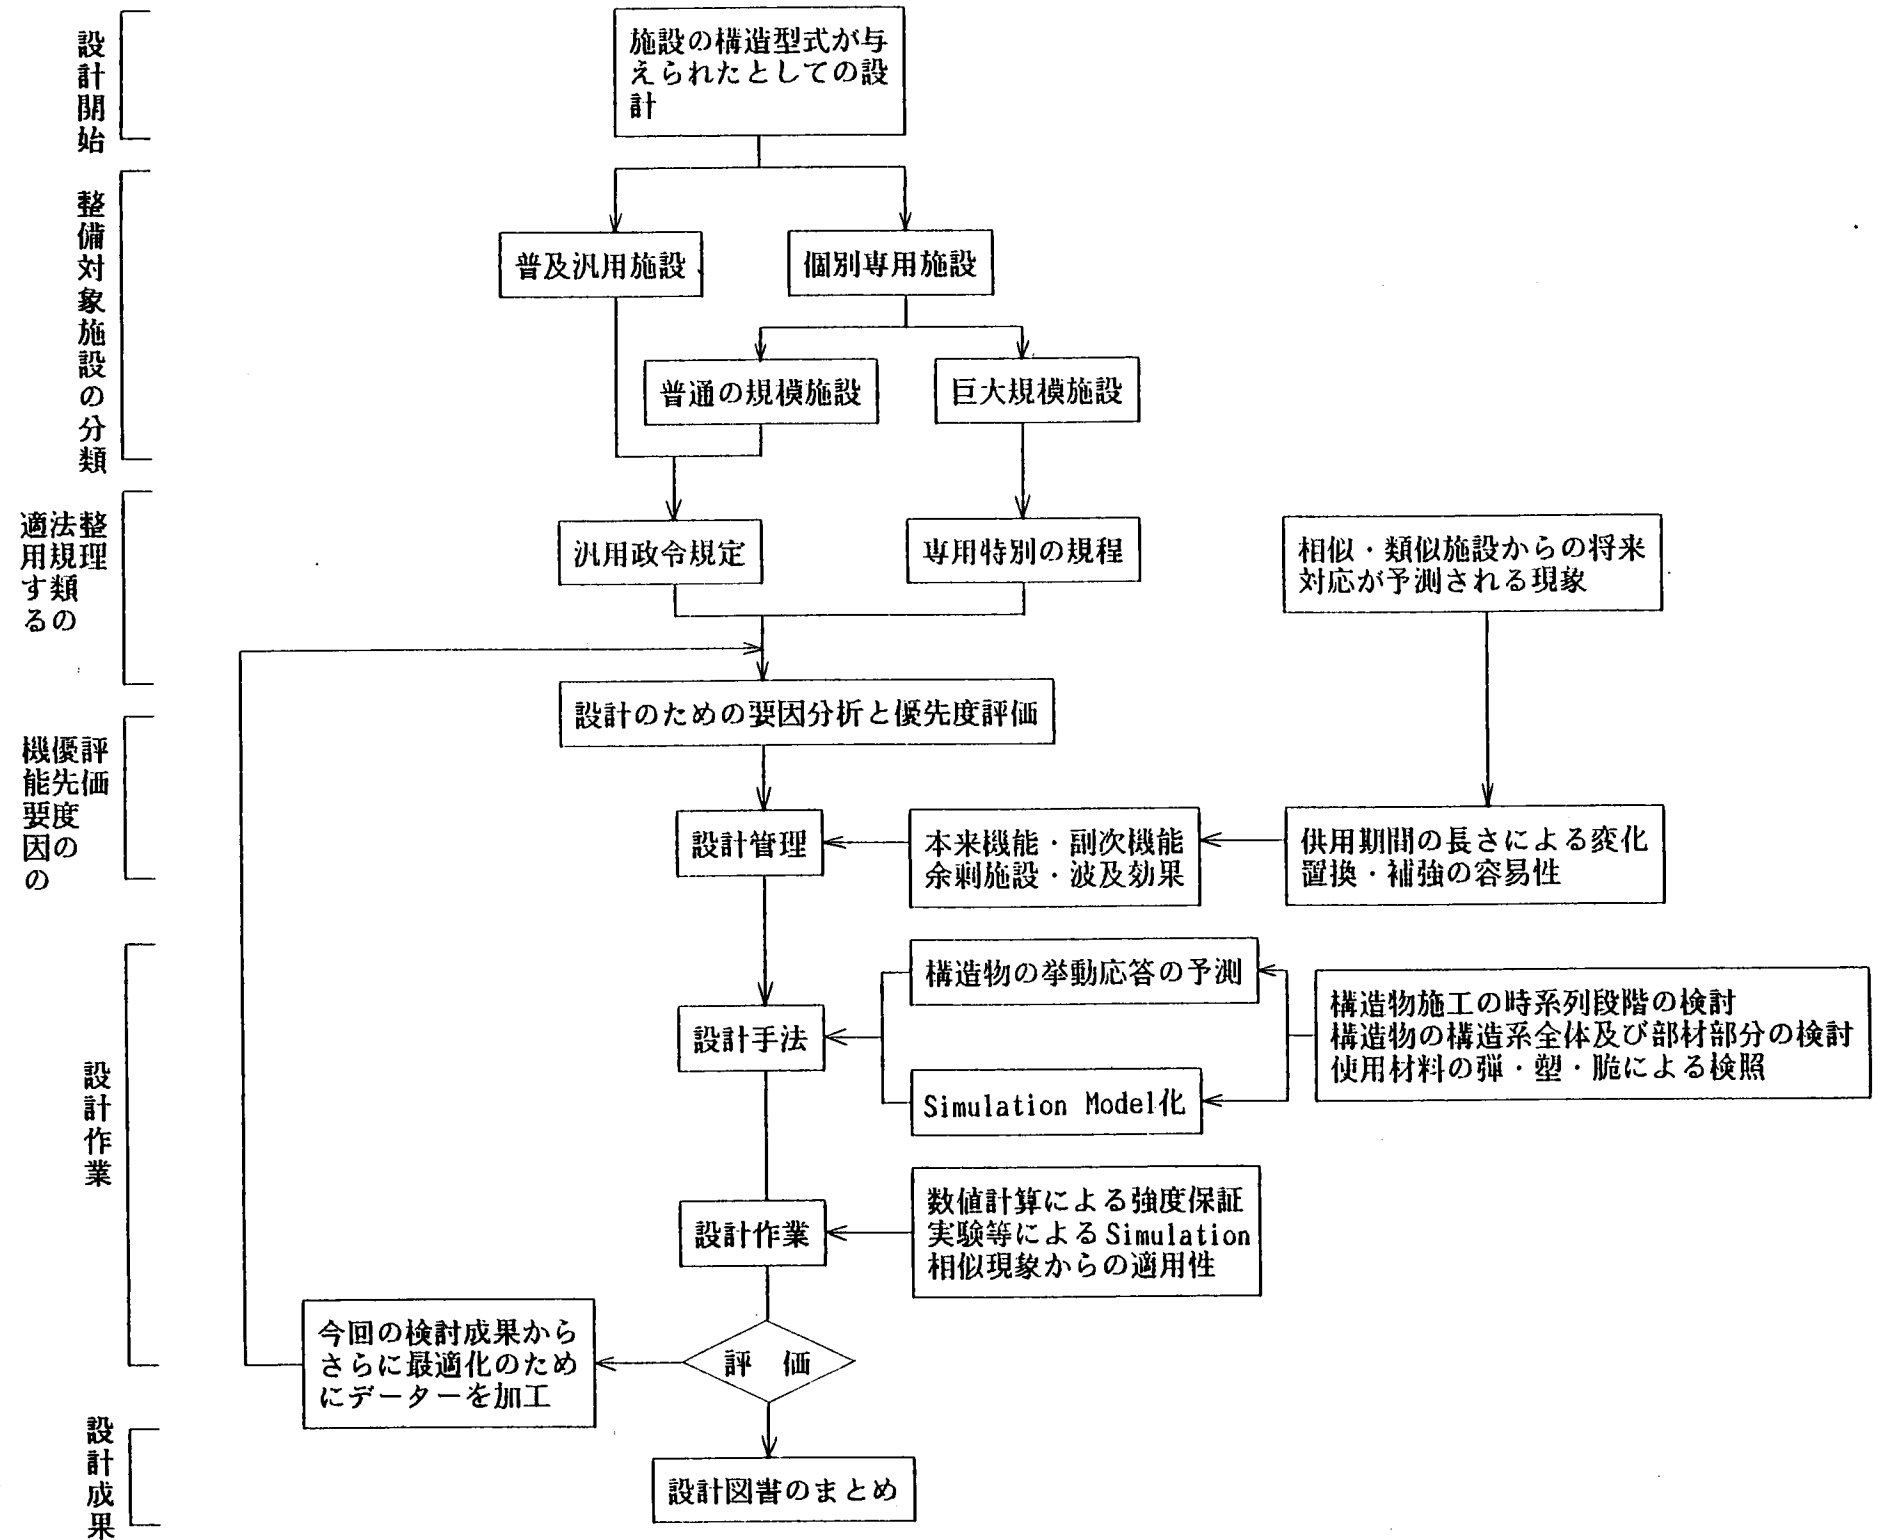 設計開始
施設の構造型式が与
えられたとしての設
計
整備対象施設の分類
普及汎用施設
個別専用施設
普通の規模施設
巨大規模施設
適用する
法規類の
整理
汎用政令規定
専用特別の規程
相似・類似施設からの将来
対応が予測される現象
設計のための要因分析と優先度評価
機能要因の
優先度の
評価
設計管理
本来機能・副次機能
余剰施設・波及効果
供用期間の長さによる変化
置換・補強の容易性
設計作業
構造物の挙動応答の予測
設計手法
Simulation Model化
構造物施工の時系列段階の検討
構造物の構造系全体及び部材部分の検討
使用材料の弾・塑・脆による検照
設計作業
数値計算による強度保証
実験等によるSimulation
相似現象からの適用性
今回の検討成果から
さらに最適化のため
にデーターを加工
評 価
設計成果
設計図書のまとめ